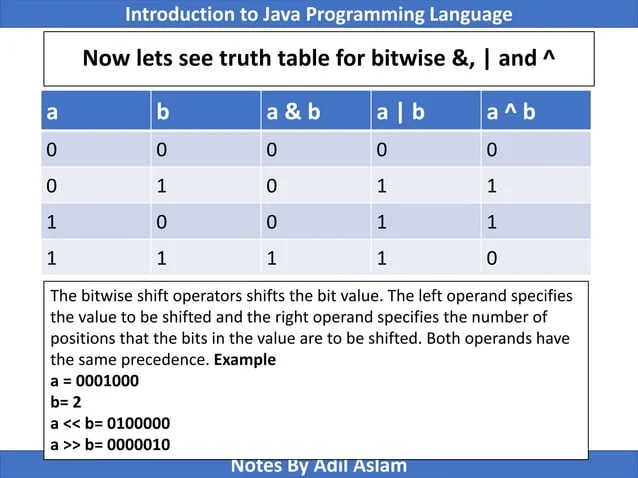 Introduction to Java Programming Language
Now lets see truth table for bitwise &, | and ^
a b a & b a | b a ^ b
0 0 0 0 0
0 1 0 1 1
1 0 0 1 1
1 1 1 1 0
The bitwise shift operators shifts the bit value. The left operand specifies
the value to be shifted and the right operand specifies the number of
positions that the bits in the value are to be shifted. Both operands have
the same precedence. Example
a = 0001000
b= 2
a << b= 0100000
a >> b= 0000010
Notes By Adil Aslam